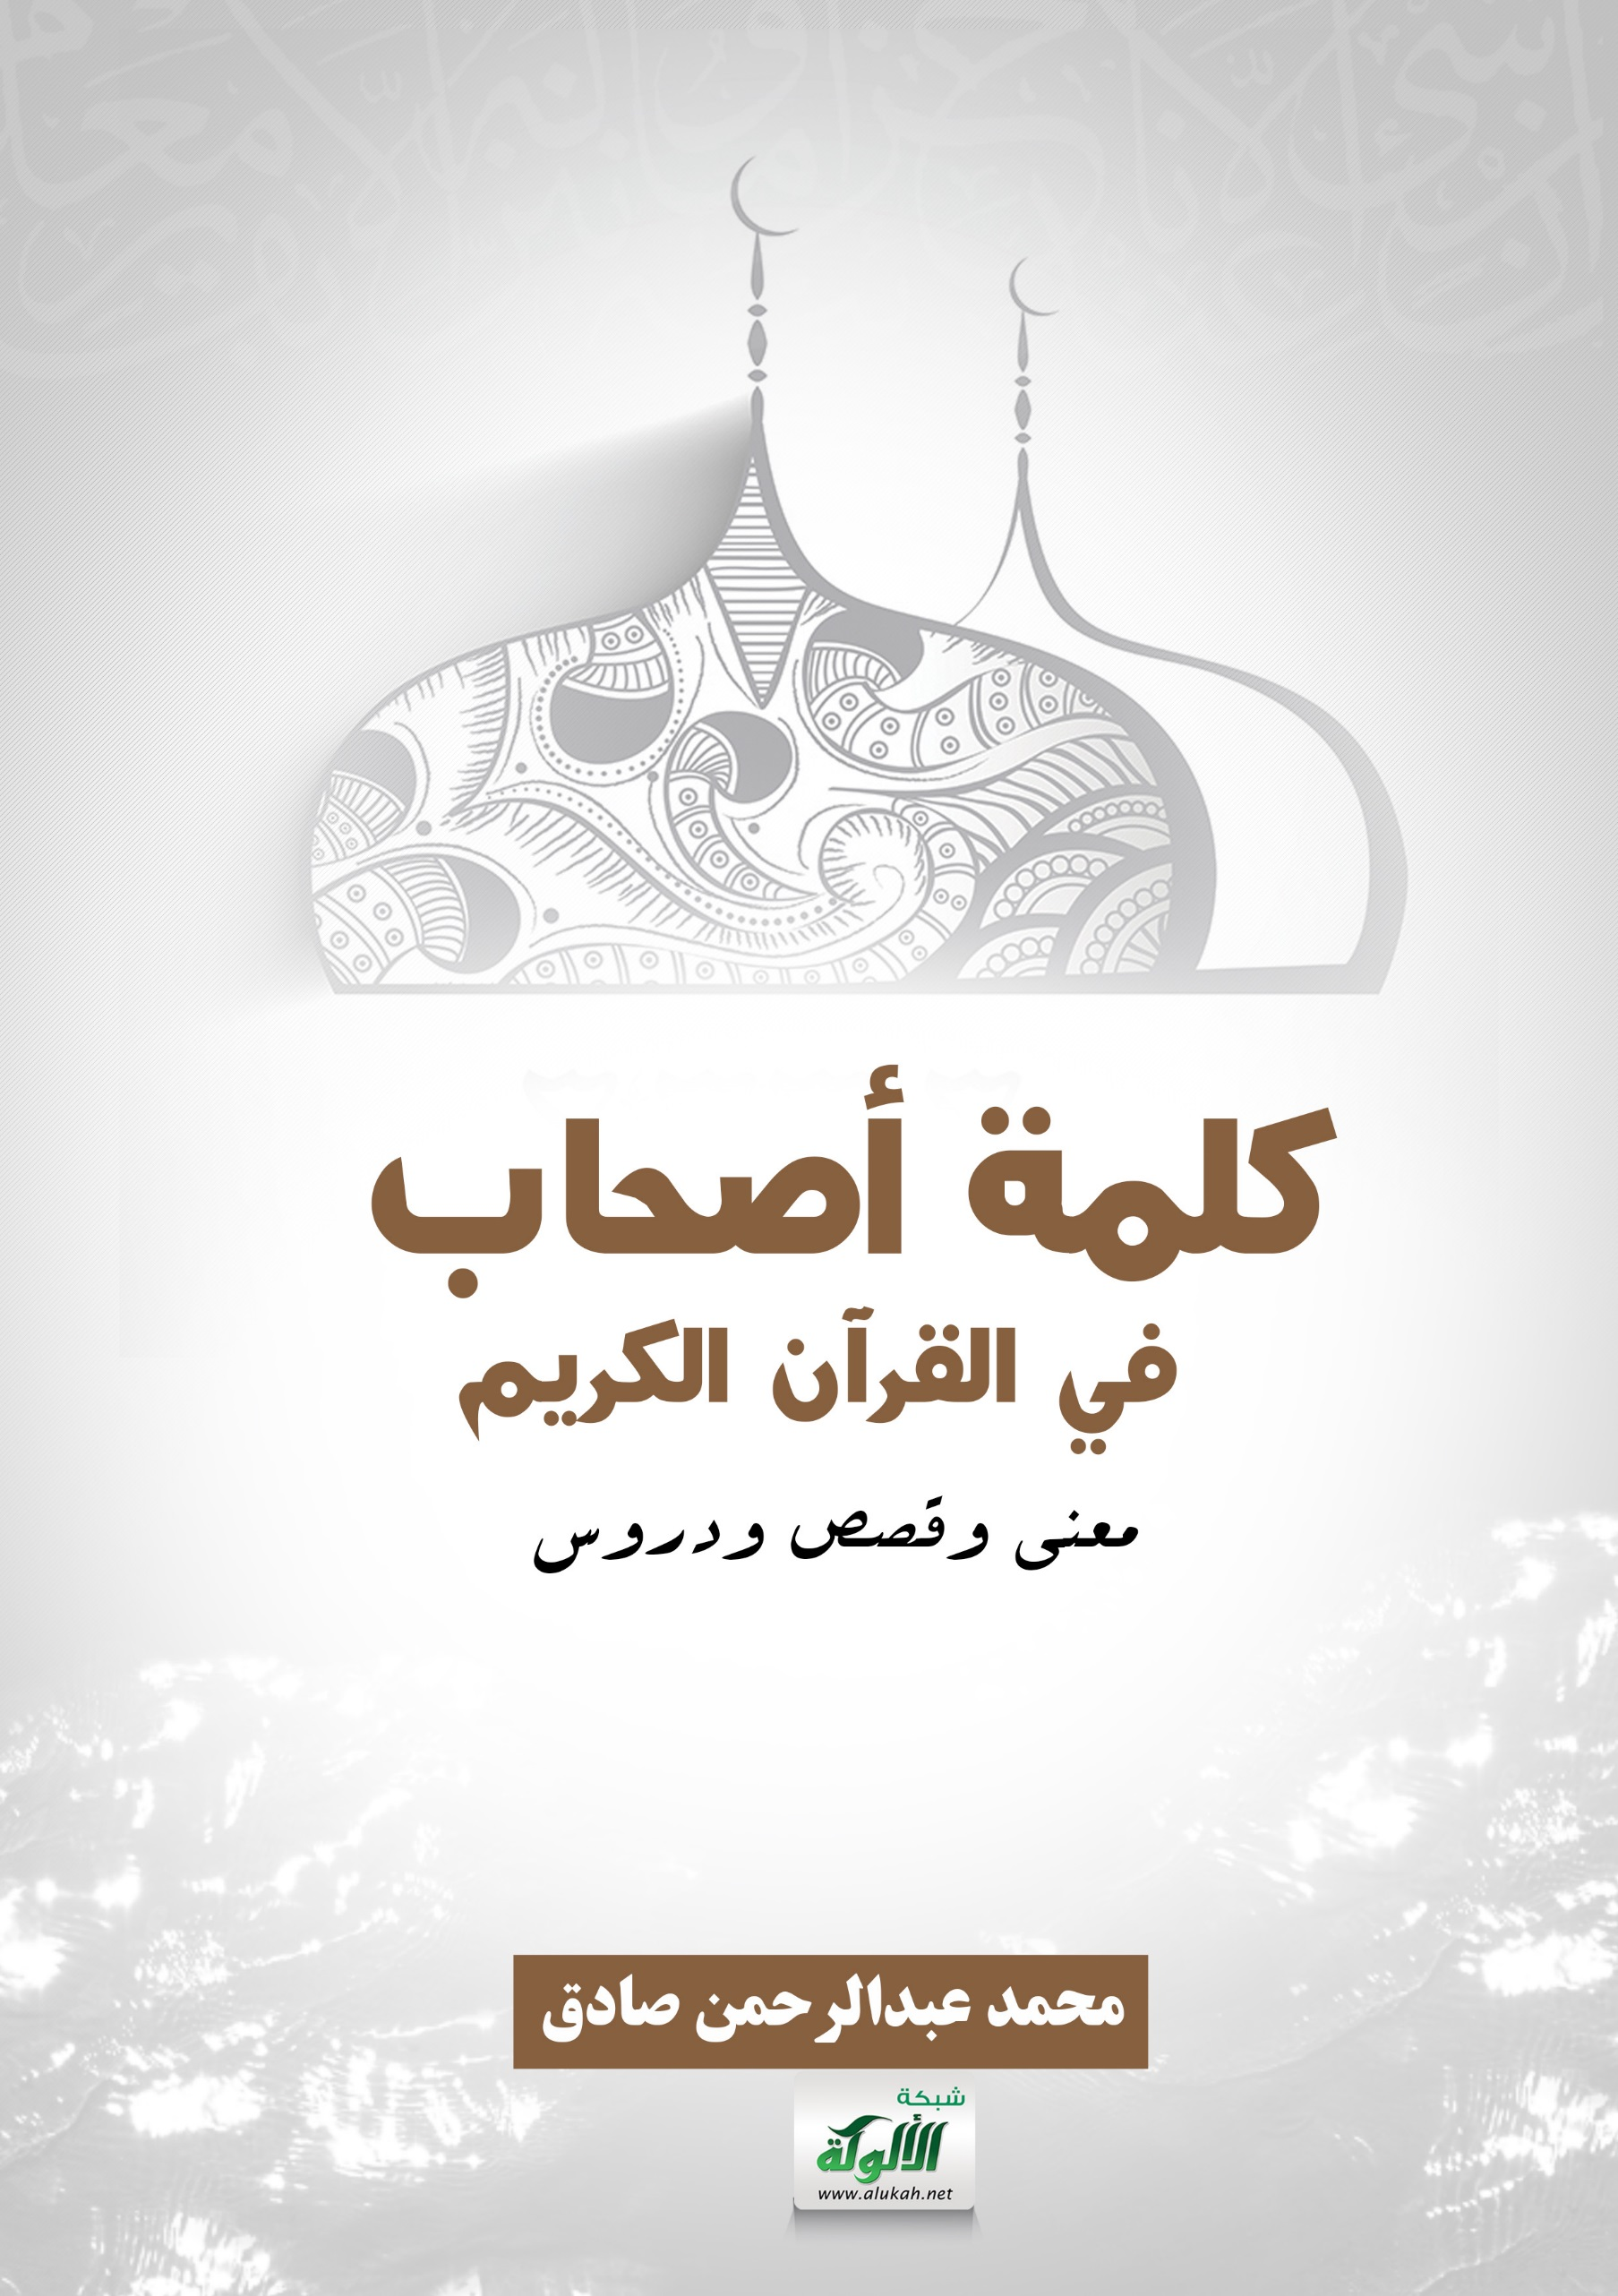 كلمة أصحاب
في القرآن الكريم
معنى وقصص ودروس
محمد عبدالرحمن صادق
شبكة
الألوكة
www.alukah.net